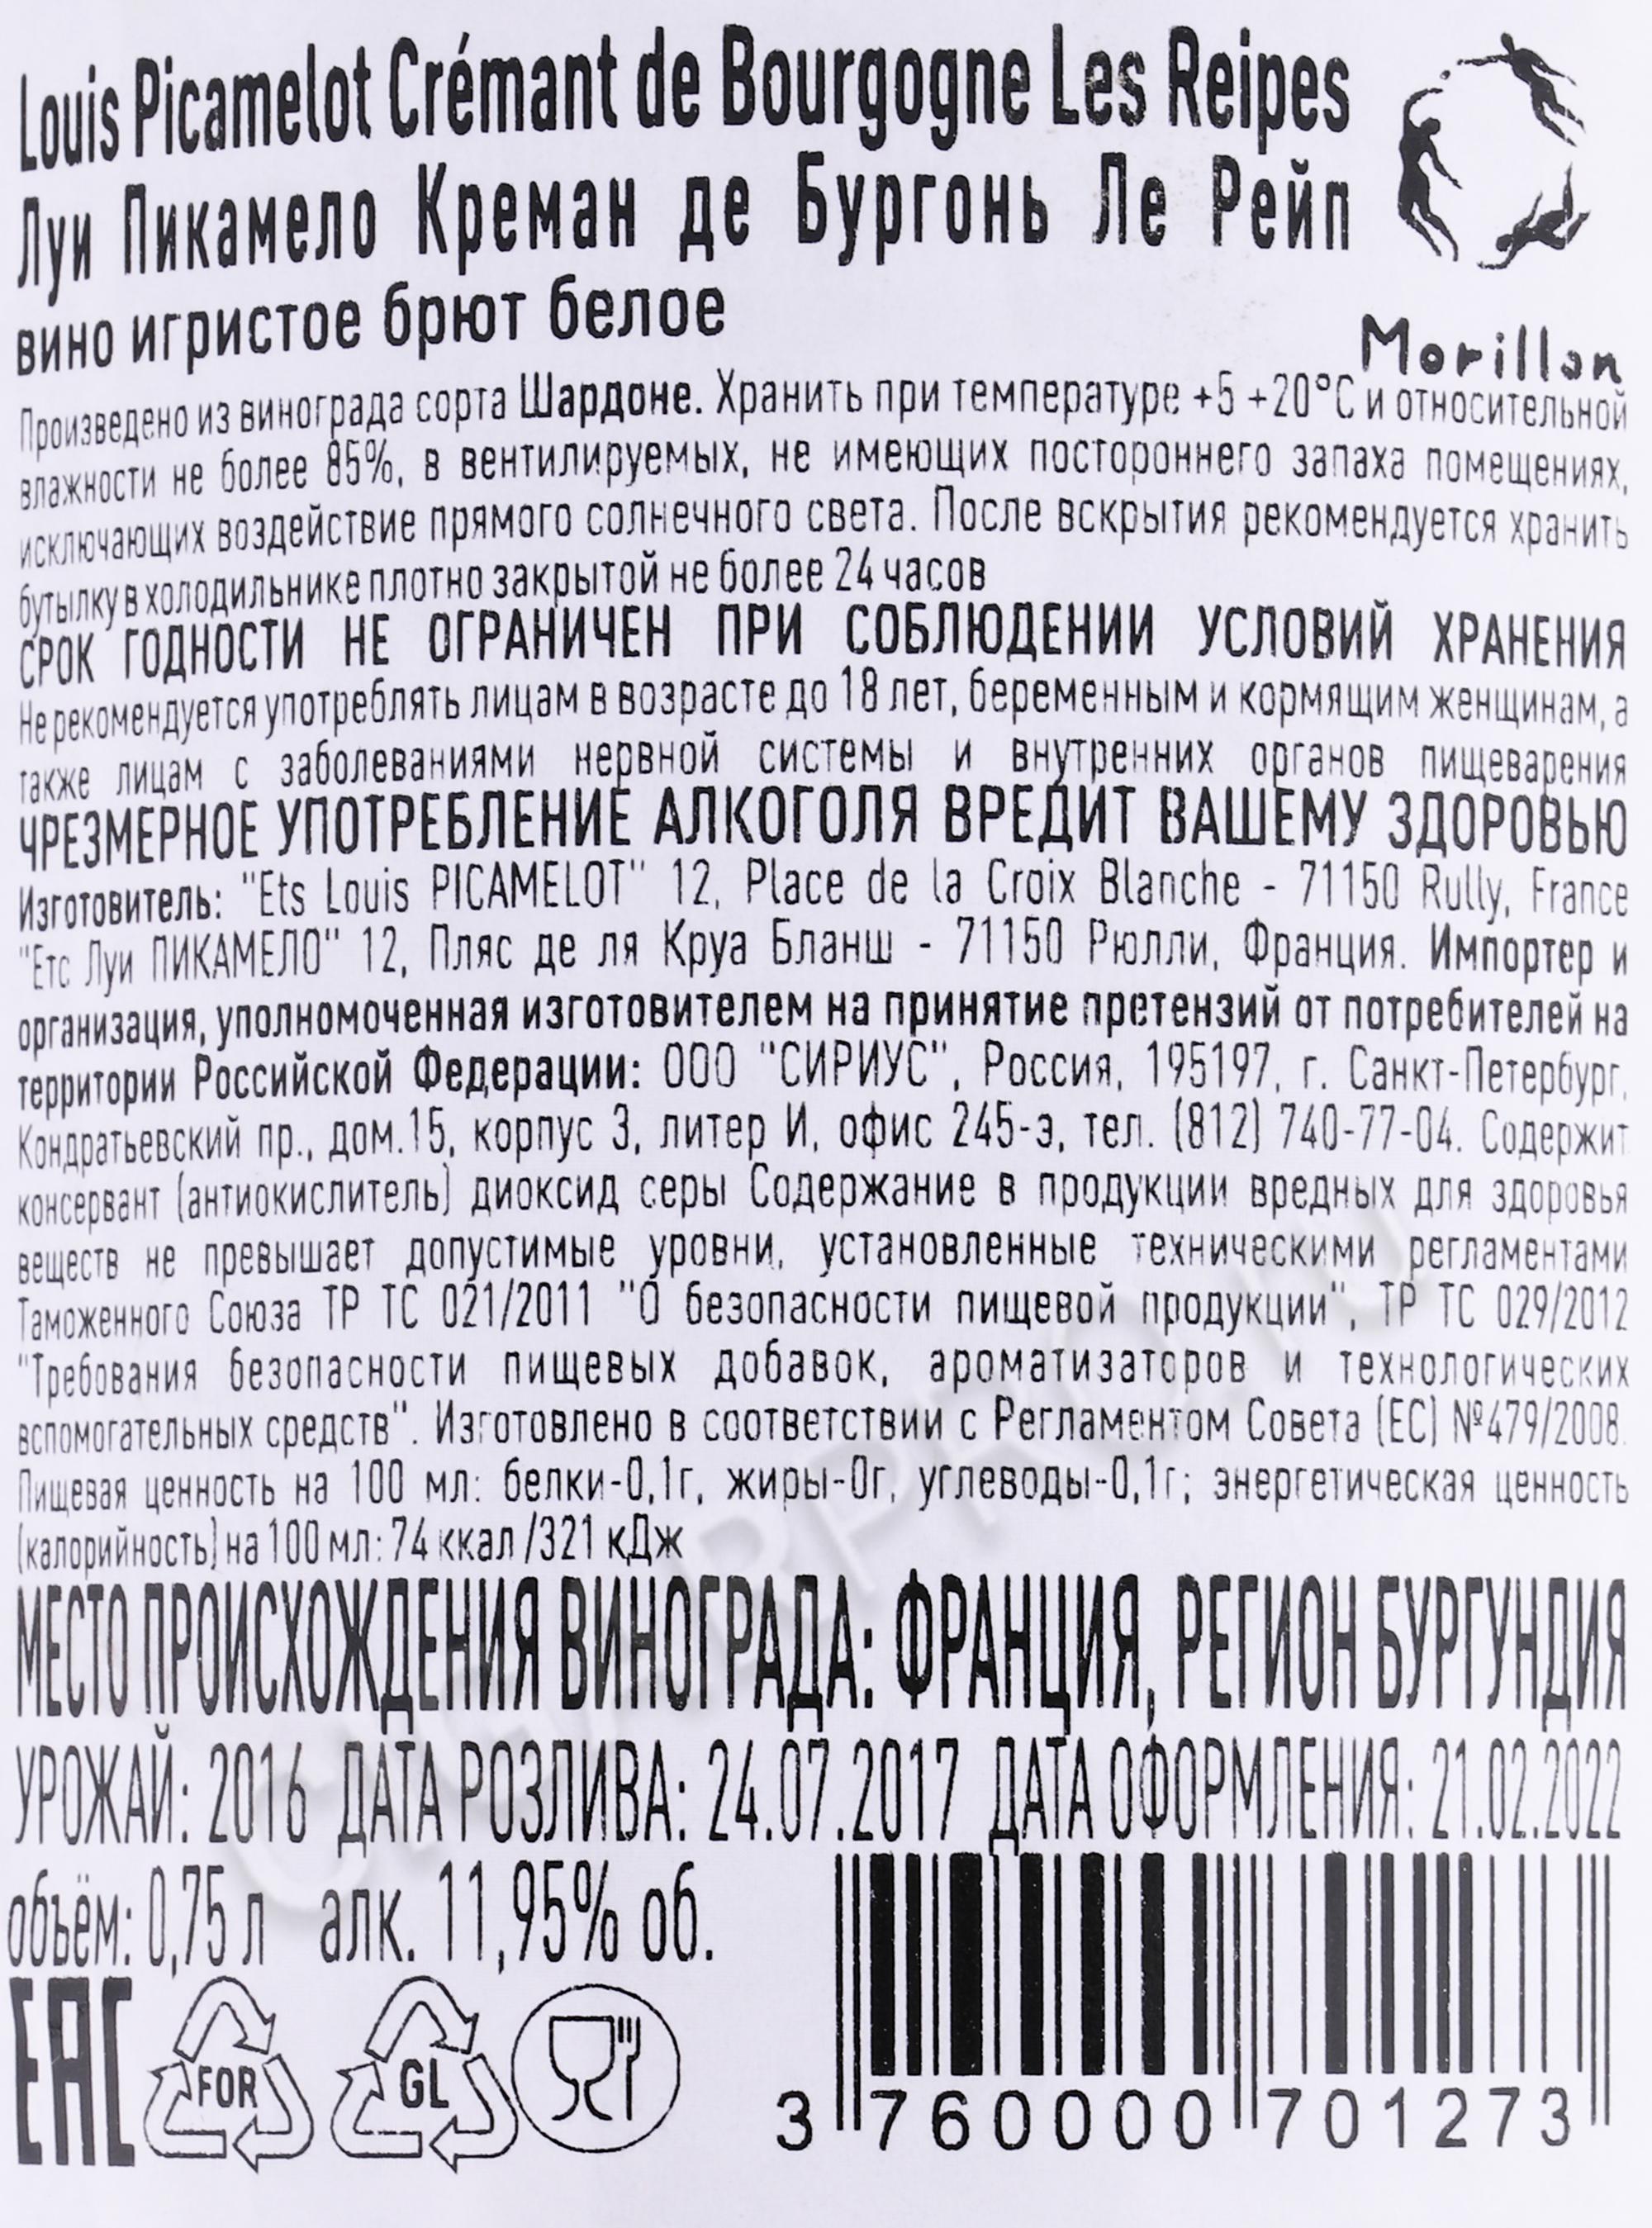 Louis Picamelot Crémant de Bourgogne Les Reipes
Луи Пикамело Креман де Бургонь Ле Рейп
вино игристое брют белое
Morillon
Произведено из винограда сорта Шардоне. Хранить при температуре +5 +20°С и относительной
влажности не более 85%, в вентилируемых, не имеющих постороннего запаха помещениях,
исключающих воздействие прямого солнечного света. После вскрытия рекомендуется хранить
бутылку в холодильнике плотно закрытой не более 24 часов
СРОК ГОДНОСТИ НЕ ОГРАНИЧЕН ПРИ СОБЛЮДЕНИИ УСЛОВИЙ ХРАНЕНИЯ
Не рекомендуется употреблять лицам в возрасте до 18 лет, беременным и кормящим женщинам, а
также лицам с заболеваниями нервной системы и внутренних органов пищеварения
ЧРЕЗМЕРНОЕ УПОТРЕБЛЕНИЕ АЛКОГОЛЯ ВРЕДИТ ВАШЕМУ ЗДОРОВЬЮ
Изготовитель: "Ets Louis PICAMELOT" 12, Place de la Croix Blanche - 71150 Rully, France
"Етс Луи ПИКАМЕЛО" 12, Пляс де ля Круа Бланш - 71150 Рюлли, Франция. Импортер и
организация, уполномоченная изготовителем на принятие претензий от потребителей на
территории Российской Федерации: ООО "СИРИУС", Россия, 195197, г. Санкт-Петербург,
Кондратьевский пр., дом.15, корпус 3, литер И, офис 245-э, тел. (812) 740-77-04. Содержит
консервант (антиокислитель) диоксид серы Содержание в продукции вредных для здоровья
веществ не превышает допустимые уровни, установленные техническими регламентами
Таможенного Союза ТР ТС 021/2011 "О безопасности пищевой продукции", ТР ТС 029/2012
"Требования безопасности пищевых добавок, ароматизаторов и технологических
вспомогательных средств". Изготовлено в соответствии с Регламентом Совета (ЕС) №479/2008.
Пищевая ценность на 100 мл: белки-0,1г, жиры-0г, углеводы-0,1г; энергетическая ценность
(калорийность) на 100 мл: 74 ккал /321 кДж
МЕСТО ПРОИСХОЖДЕНИЯ ВИНОГРАДА: ФРАНЦИЯ, РЕГИОН БУРГУНДИЯ
УРОЖАЙ: 2016 ДАТА РОЗЛИВА: 24.07.2017 ДАТА ОФОРМЛЕНИЯ: 21.02.2022
объём: 0,75 л алк. 11,95% об.
EAC FOR GL
3 760000 701273
CIGARPRO.RU